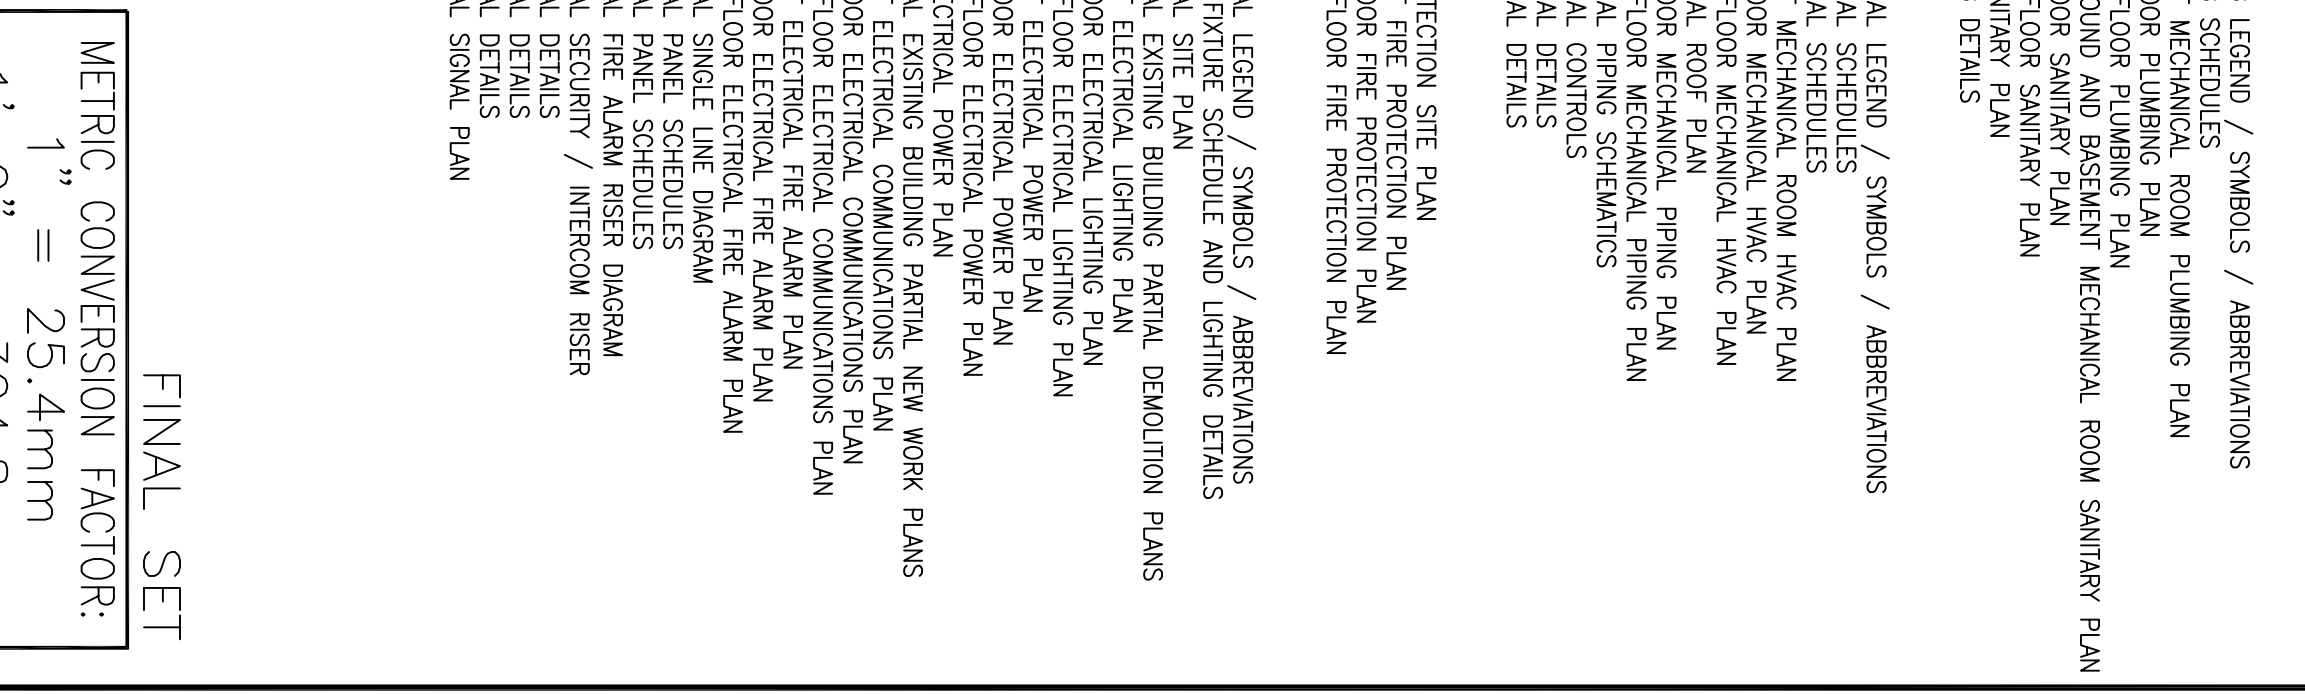 LEGEND / SYMBOLS / ABBREVIATIONS
SCHEDULES
MECHANICAL ROOM PLUMBING PLAN
PLUMBING PLAN
FLOOR PLUMBING PLAN
AND BASEMENT MECHANICAL ROOM SANITARY PLAN
SANITARY PLAN
FLOOR SANITARY PLAN
PLAN
DETAILS
LEGEND / SYMBOLS / ABBREVIATIONS
SCHEDULES
SCHEDULES
MECHANICAL ROOM HVAC PLAN
MECHANICAL HVAC PLAN
FLOOR MECHANICAL HVAC PLAN
ROOF PLAN
MECHANICAL PIPING PLAN
FLOOR MECHANICAL PIPING PLAN
PIPING SCHEMATICS
CONTROLS
DETAILS
DETAILS
SITE PLAN
FIRE PROTECTION PLAN
FIRE PROTECTION PLAN
FLOOR FIRE PROTECTION PLAN
LEGEND / SYMBOLS / ABBREVIATIONS
FIXTURE SCHEDULE AND LIGHTING DETAILS
SITE PLAN
EXISTING BUILDING PARTIAL DEMOLITION PLANS
ELECTRICAL LIGHTING PLAN
ELECTRICAL LIGHTING PLAN
FLOOR ELECTRICAL LIGHTING PLAN
ELECTRICAL POWER PLAN
ELECTRICAL POWER PLAN
FLOOR ELECTRICAL POWER PLAN
POWER PLAN
EXISTING BUILDING PARTIAL NEW WORK PLANS
ELECTRICAL COMMUNICATIONS PLAN
ELECTRICAL COMMUNICATIONS PLAN
FLOOR ELECTRICAL COMMUNICATIONS PLAN
ELECTRICAL FIRE ALARM PLAN
ELECTRICAL FIRE ALARM PLAN
FLOOR ELECTRICAL FIRE ALARM PLAN
SINGLE LINE DIAGRAM
PANEL SCHEDULES
PANEL SCHEDULES
FIRE ALARM RISER DIAGRAM
SECURITY / INTERCOM RISER
DETAILS
DETAILS
DETAILS
SIGNAL PLAN
FINAL SET
METRIC CONVERSION FACTOR:
1" = 25.4mm